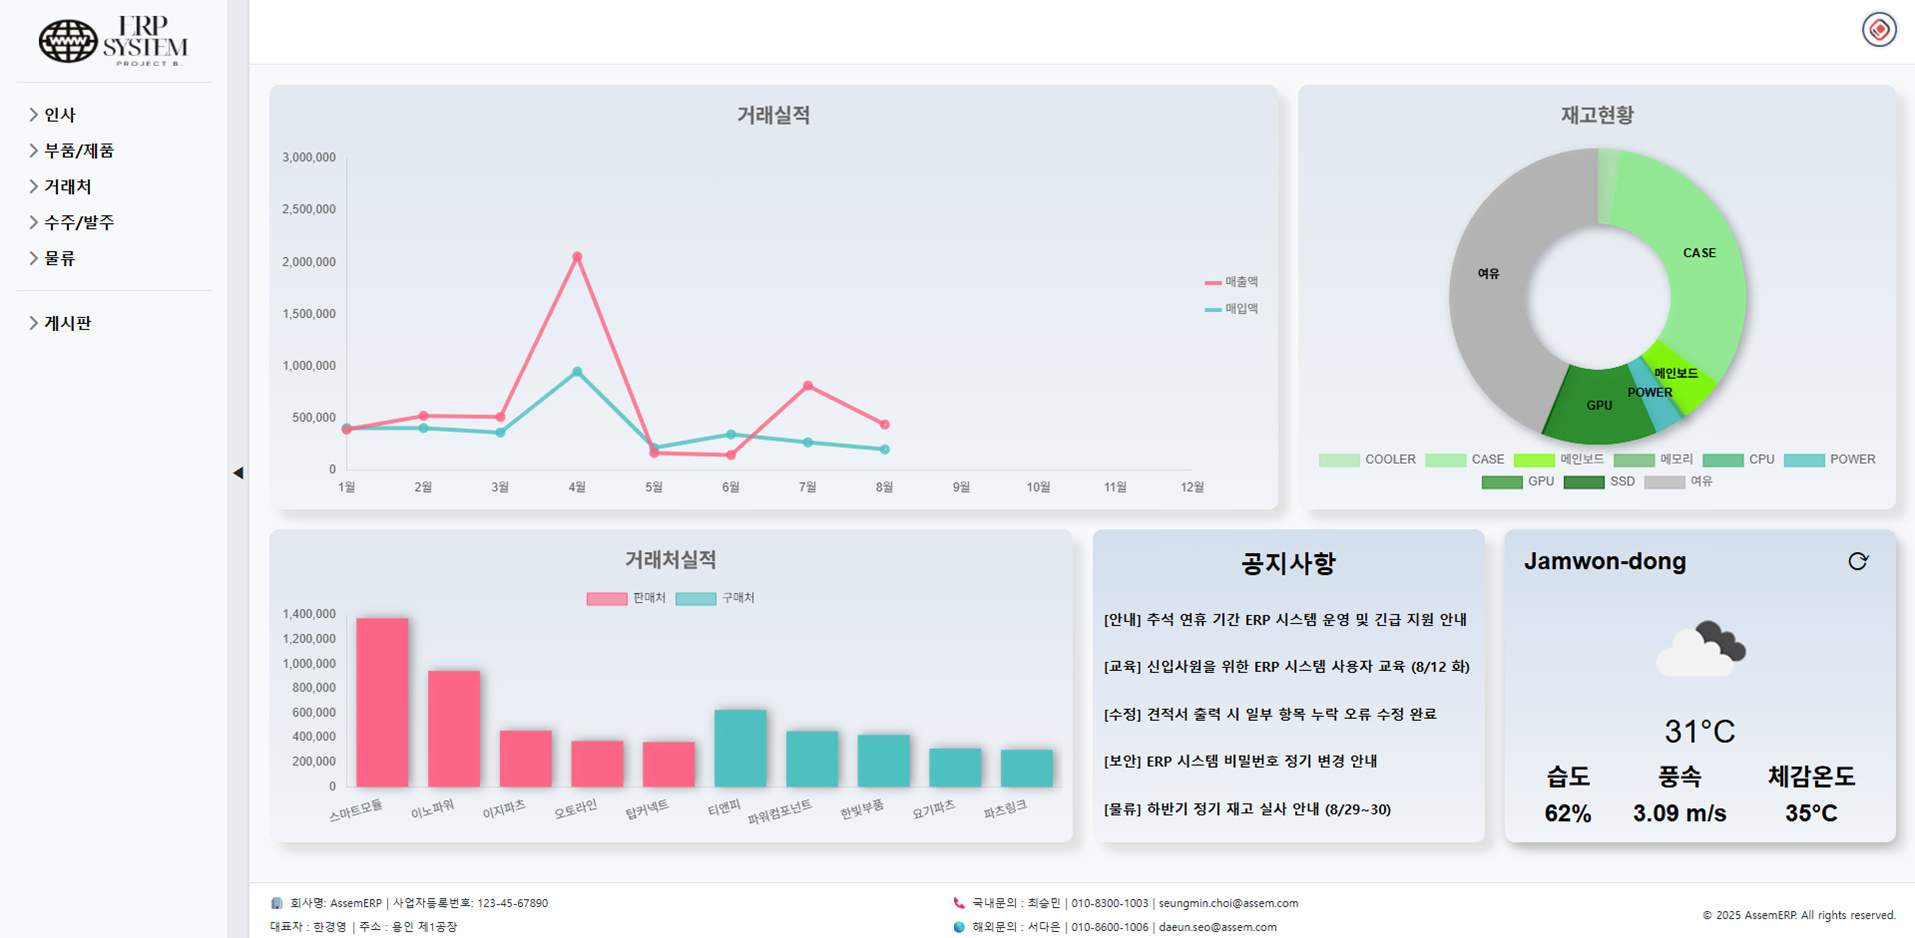 ERP
SYSTEM
PROJECT B.
WWW
인사
부품/제품
거래처
수주/발주
물류
게시판
거래실적
3,000,000
2,500,000
2,000,000
1,500,000
1,000,000
500,000
0
1월 2월 3월 4월 5월 6월 7월 8월 9월 10월 11월 12월
매출액
매입액
재고현황
CASE
여유
메인보드
POWER
GPU
COOLER CASE 메인보드 메모리 CPU POWER
GPU SSD 여유
거래처실적
판매처 구매처
1,400,000
1,200,000
1,000,000
800,000
600,000
400,000
200,000
0
스마트모듈 이노파워 이지파츠 오토라인 탑커넥트 티앤피 파워컴포넌트 한빛부품 요기파츠 파츠링크
공지사항
[안내] 추석 연휴 기간 ERP 시스템 운영 및 긴급 지원 안내
[교육] 신입사원을 위한 ERP 시스템 사용자 교육 (8/12 화)
[수정] 견적서 출력 시 일부 항목 누락 오류 수정 완료
[보안] ERP 시스템 비밀번호 정기 변경 안내
[물류] 하반기 정기 재고 실사 안내 (8/29~30)
Jamwon-dong
31°C
습도 풍속 체감온도
62% 3.09 m/s 35°C
회사명: AssemERP | 사업자등록번호: 123-45-67890
대표자 : 한경영 | 주소 : 용인 제1공장
국내문의 : 최승민 | 010-8300-1003 | seungmin.choi@assem.com
해외문의 : 서다은 | 010-8600-1006 | daeun.seo@assem.com
© 2025 AssemERP. All rights reserved.